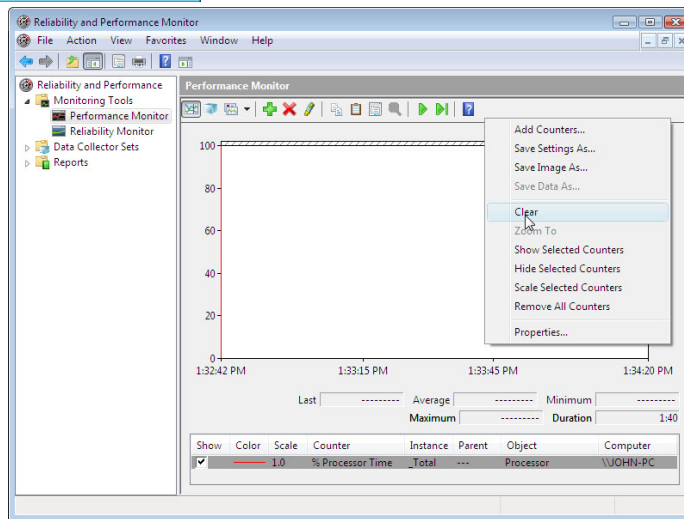 Reliability and Performance Monitor
File Action View Favorites Window Help
Reliability and Performance
Monitoring Tools
Performance Monitor
Reliability Monitor
Data Collector Sets
Reports
Performance Monitor
Add Counters...
Save Settings As...
Save Image As...
Save Data As...
Clear
Zoom To
Show Selected Counters
Hide Selected Counters
Scale Selected Counters
Remove All Counters
Properties...
100
80
60
40
20
0
1:32:42 PM 1:33:15 PM 1:33:45 PM 1:34:20 PM
Last --------- Average --------- Minimum ---------
Maximum --------- Duration 1:40
Show Color Scale Counter Instance Parent Object Computer
1.0 % Processor Time _Total --- Processor \\JOHN-PC